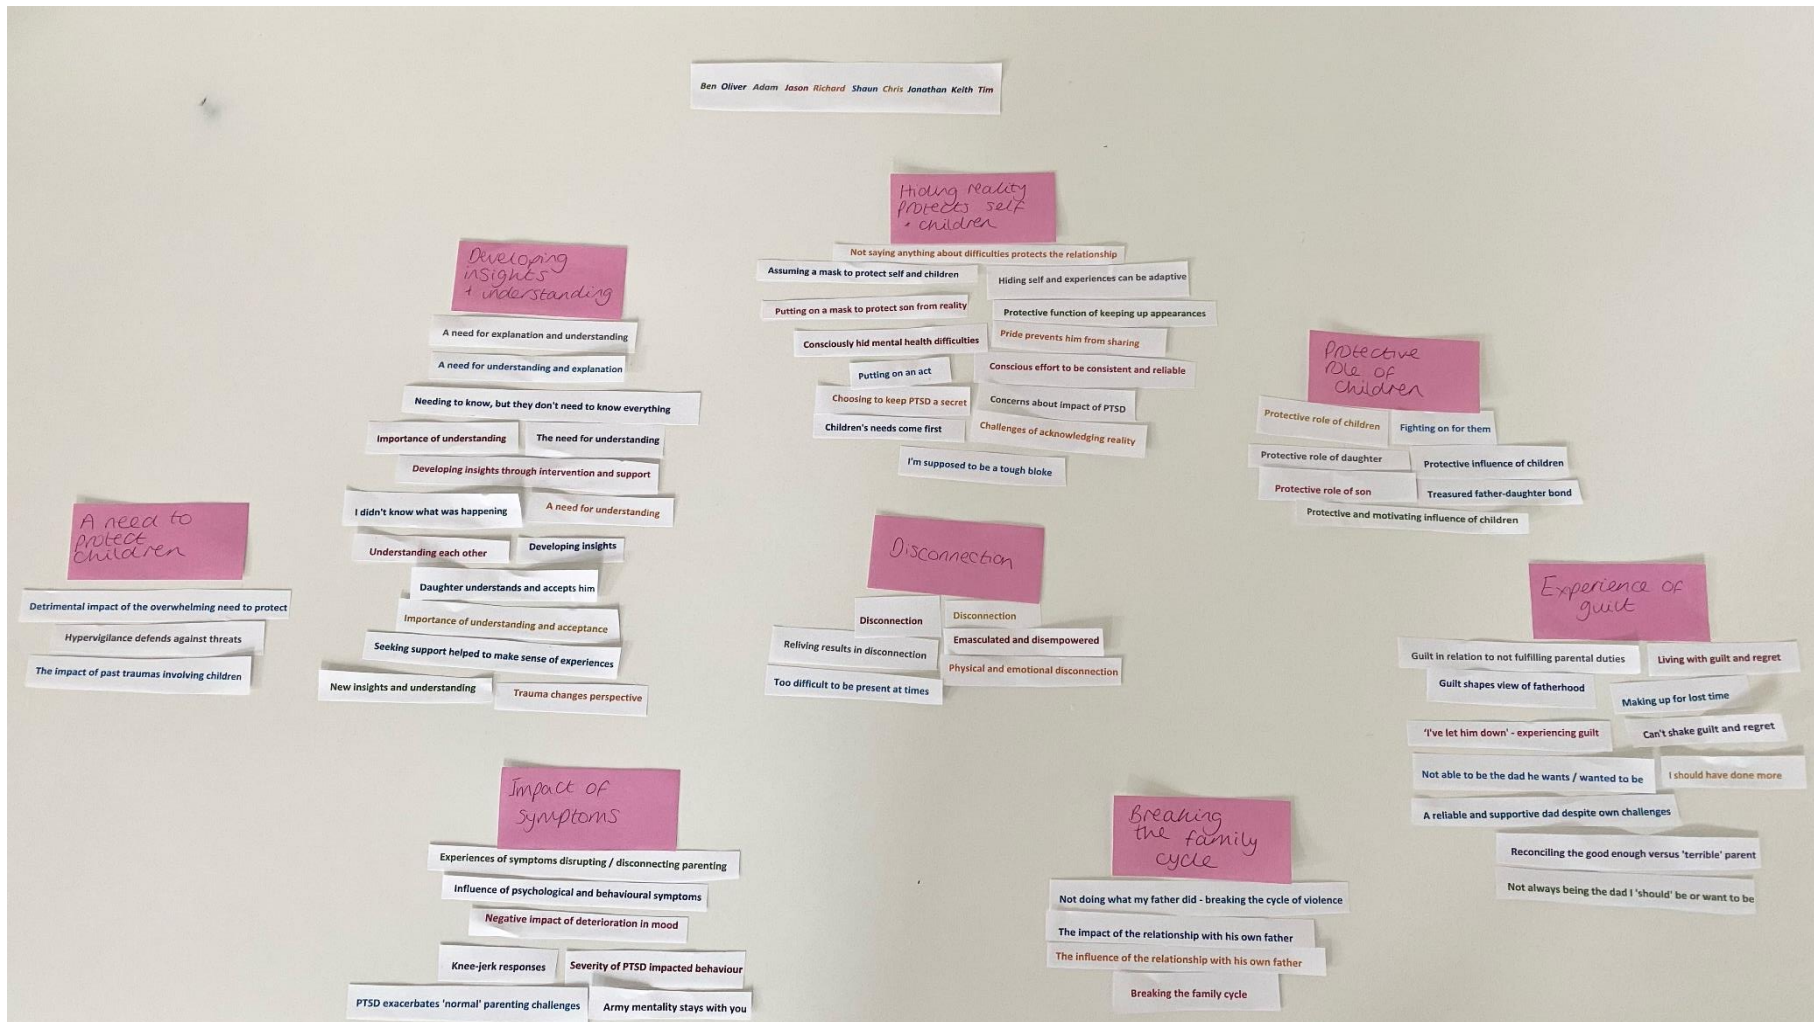 Ben Oliver Adam Jason Richard Shaun Chris Jonathan Keith Tim
Hiding reality
protects self
+ children
Not saying anything about difficulties protects the relationship
Assuming a mask to protect self and children
Hiding self and experiences can be adaptive
Putting on a mask to protect son from reality
Protective function of keeping up appearances
Consciously hid mental health difficulties
Pride prevents him from sharing
Putting on an act
Conscious effort to be consistent and reliable
Choosing to keep PTSD a secret
Concerns about impact of PTSD
Children's needs come first
Challenges of acknowledging reality
I'm supposed to be a tough bloke
Developing
insights
+ understanding
A need for explanation and understanding
A need for understanding and explanation
Needing to know, but they don't need to know everything
Importance of understanding
The need for understanding
Developing insights through intervention and support
I didn't know what was happening
A need for understanding
Understanding each other
Developing insights
Daughter understands and accepts him
Importance of understanding and acceptance
Seeking support helped to make sense of experiences
New insights and understanding
Trauma changes perspective
Protective
role of
children
Protective role of children
Fighting on for them
Protective role of daughter
Protective influence of children
Protective role of son
Treasured father-daughter bond
Protective and motivating influence of children
A need to
protect
children
Detrimental impact of the overwhelming need to protect
Hypervigilance defends against threats
The impact of past traumas involving children
Disconnection
Disconnection
Disconnection
Reliving results in disconnection
Emasculated and disempowered
Physical and emotional disconnection
Too difficult to be present at times
Experience of
guilt
Guilt in relation to not fulfilling parental duties
Living with guilt and regret
Guilt shapes view of fatherhood
Making up for lost time
'I've let him down' - experiencing guilt
Can't shake guilt and regret
Not able to be the dad he wants / wanted to be
I should have done more
A reliable and supportive dad despite own challenges
Reconciling the good enough versus 'terrible' parent
Not always being the dad I 'should' be or want to be
Impact of
symptoms
Experiences of symptoms disrupting / disconnecting parenting
Influence of psychological and behavioural symptoms
Negative impact of deterioration in mood
Knee-jerk responses
Severity of PTSD impacted behaviour
PTSD exacerbates 'normal' parenting challenges
Army mentality stays with you
Breaking
the family
cycle
Not doing what my father did - breaking the cycle of violence
The impact of the relationship with his own father
The influence of the relationship with his own father
Breaking the family cycle